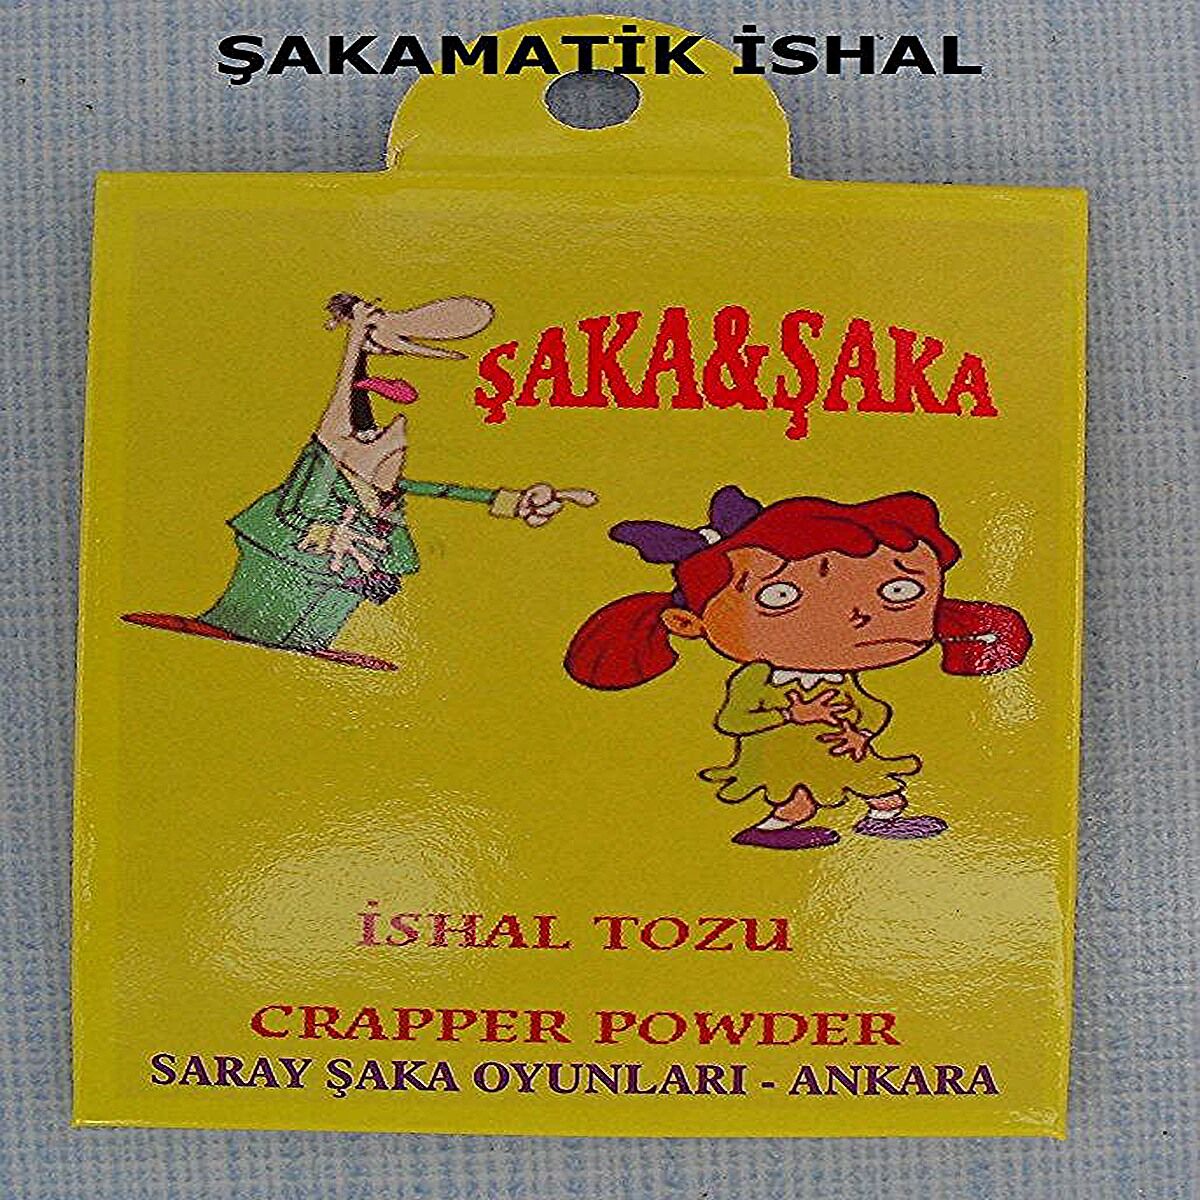 ŞAKAMATİK İSHAL
ŞAKA&ŞAKA
İSHAL TOZU
CRAPPER POWDER
SARAY ŞAKA OYUNLARI - ANKARA